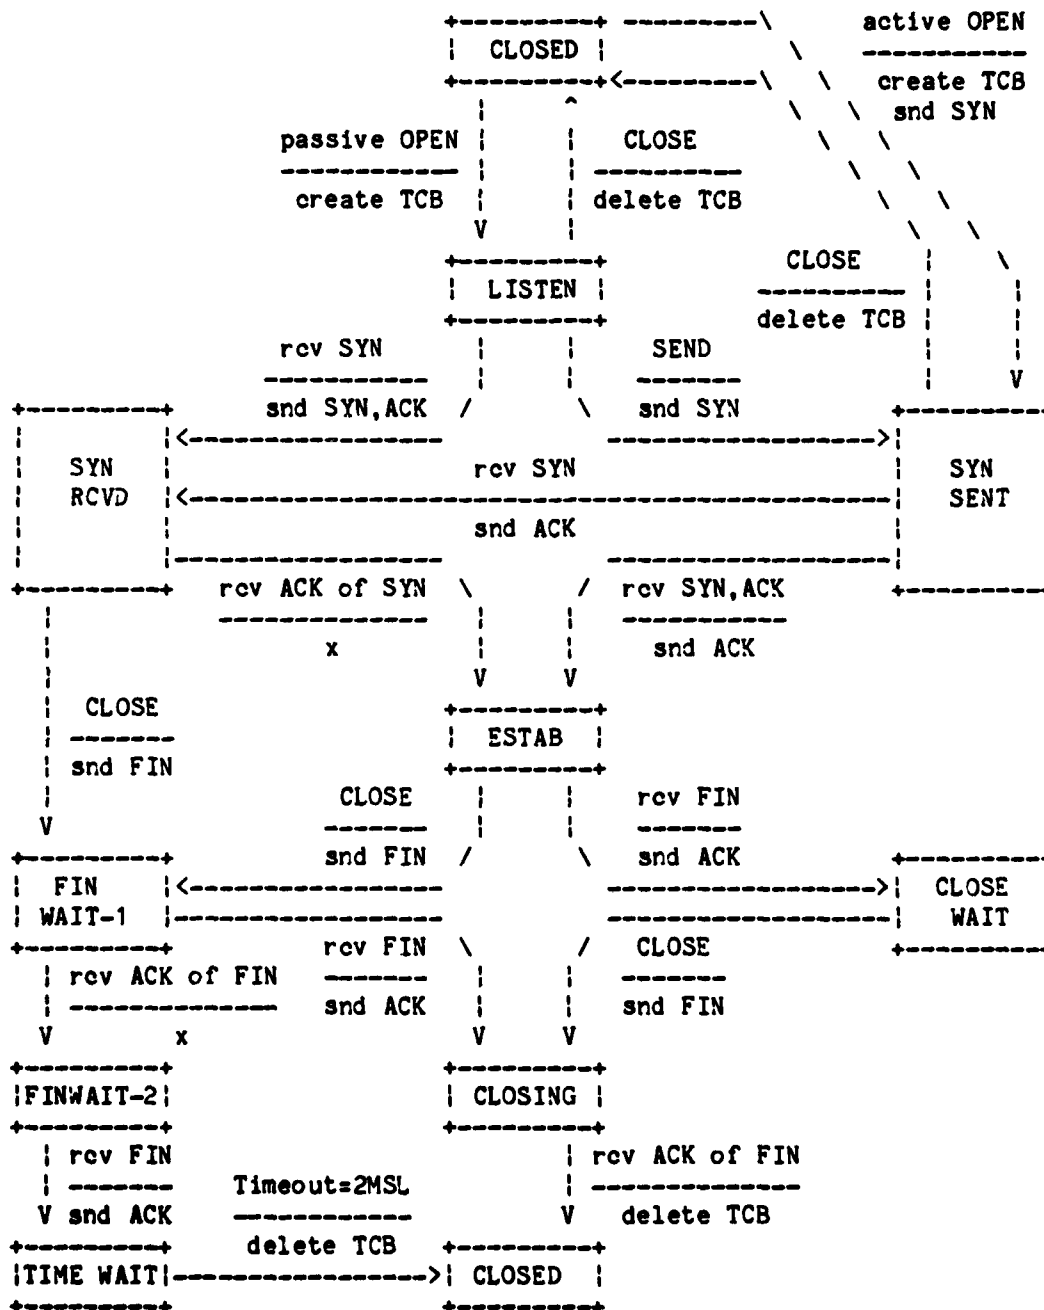 active OPEN
CLOSED
create TCB
snd SYN
passive OPEN
CLOSE
create TCB
delete TCB
LISTEN
CLOSE
delete TCB
rcv SYN
SEND
snd SYN,ACK
snd SYN
SYN
RCVD
rcv SYN
SYN
SENT
snd ACK
rcv ACK of SYN
rcv SYN,ACK
x
snd ACK
CLOSE
snd FIN
ESTAB
CLOSE
rcv FIN
snd FIN
snd ACK
FIN
WAIT-1
CLOSE
WAIT
rcv FIN
CLOSE
rcv ACK of FIN
snd ACK
snd FIN
x
FINWAIT-2
CLOSING
rcv FIN
rcv ACK of FIN
snd ACK
Timeout=2MSL
delete TCB
delete TCB
TIME WAIT
CLOSED